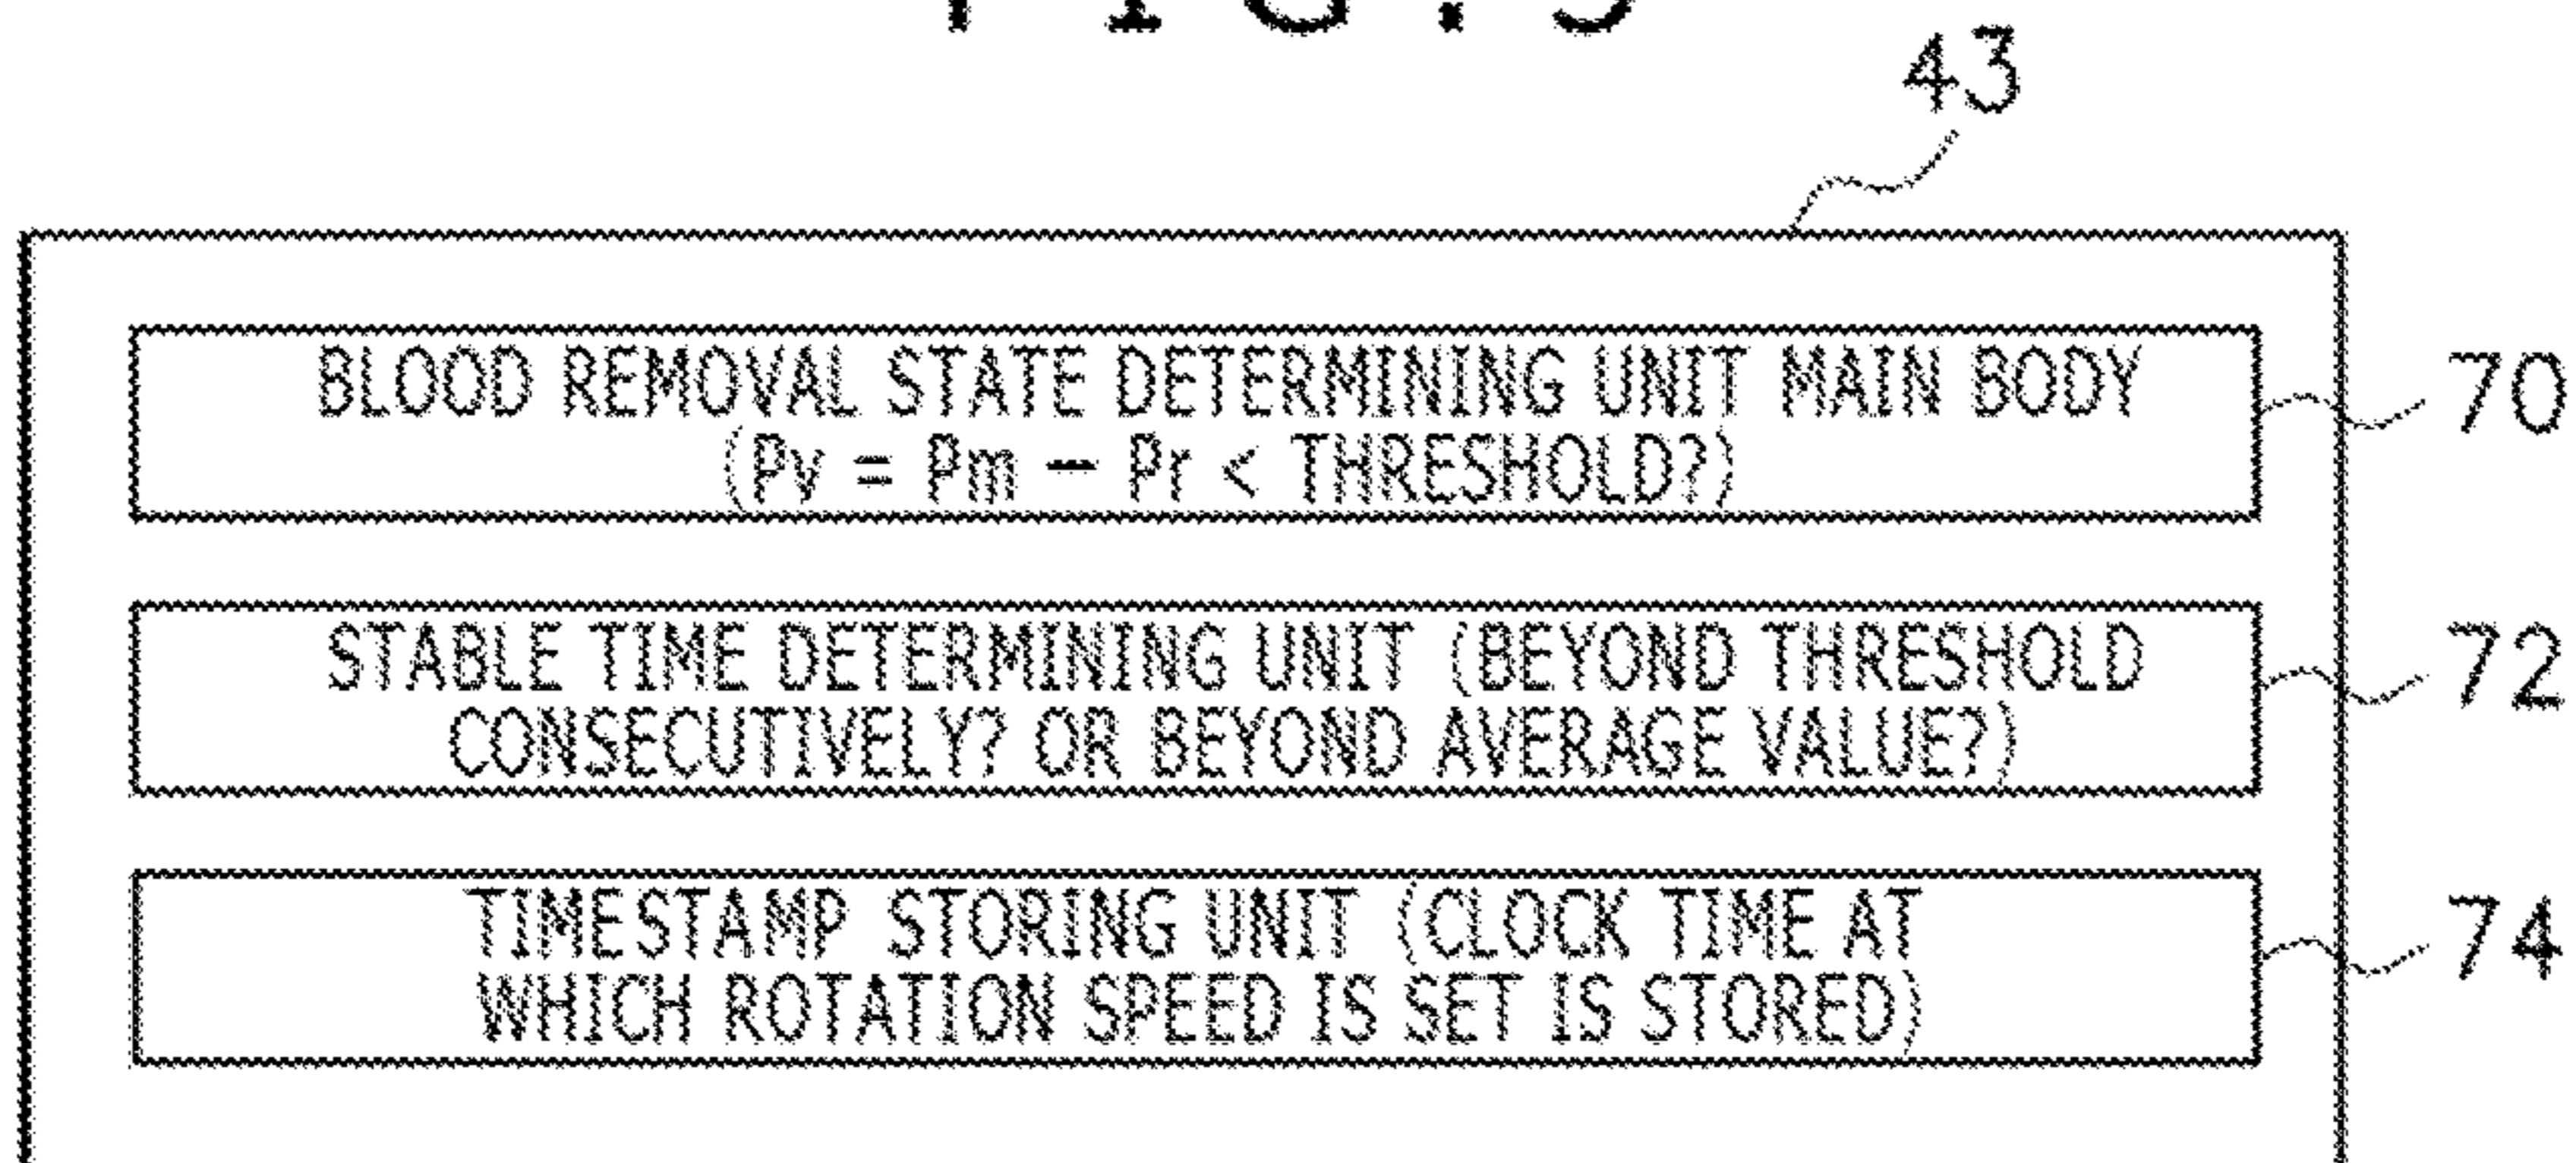 43
BLOOD REMOVAL STATE DETERMINING UNIT MAIN BODY
(Pv = Pm − Pr < THRESHOLD?)
70
STABLE TIME DETERMINING UNIT (BEYOND THRESHOLD
CONSECUTIVELY? OR BEYOND AVERAGE VALUE?)
72
TIMESTAMP STORING UNIT (CLOCK TIME AT
WHICH ROTATION SPEED IS SET IS STORED)
74